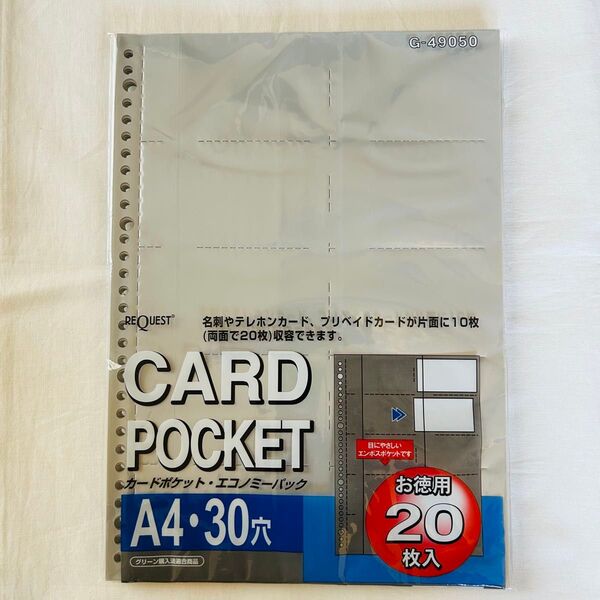 G-49050
REQUEST®
名刺やテレホンカード、プリペイドカードが片面に10枚
(両面で20枚)収容できます。
CARD
POCKET
カードポケット・エコノミーパック
A4・30穴
グリーン購入法適合商品
目にやさしい
エンボスポケットです
お徳用
20
枚入